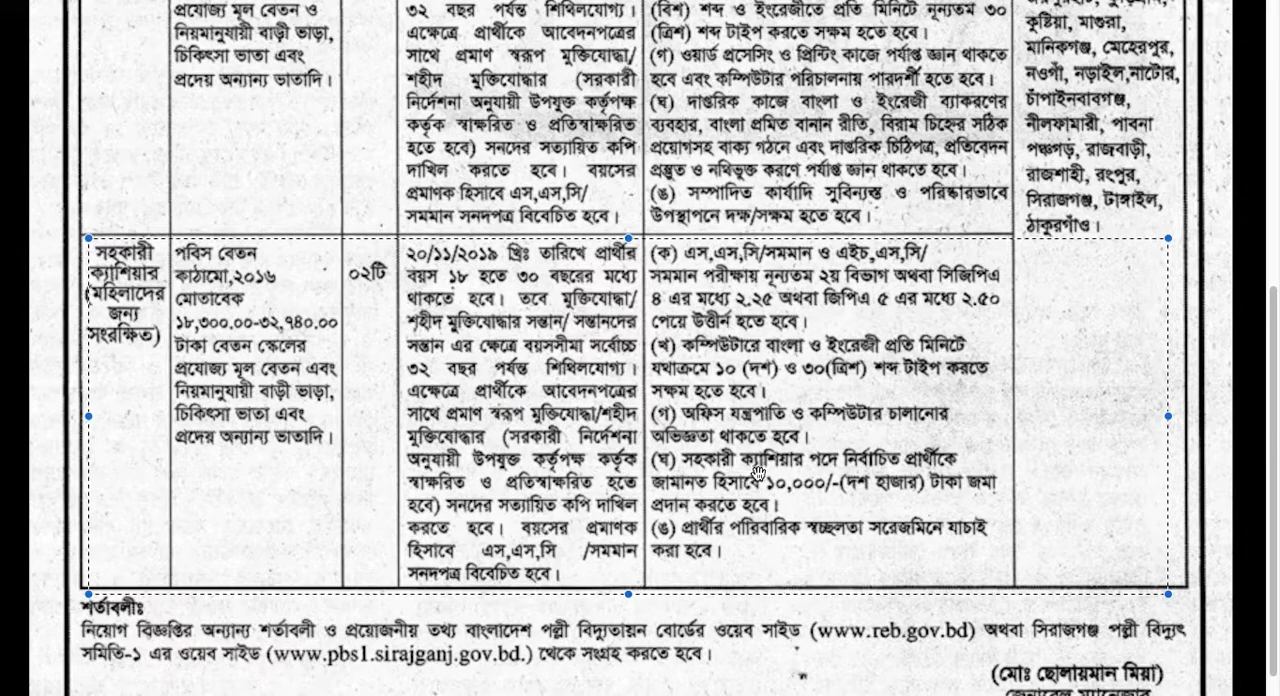 প্রযোজ্য মূল বেতন ও
নিয়মানুযায়ী বাড়ী ভাড়া,
চিকিৎসা ভাতা এবং
প্রদেয় অন্যান্য ভাতাদি।
৩২ বছর পর্যন্ত শিথিলযোগ্য।
এক্ষেত্রে প্রার্থীকে আবেদনপত্রের
সাথে প্রমাণ স্বরূপ মুক্তিযোদ্ধা/
শহীদ মুক্তিযোদ্ধার (সরকারী
নির্দেশনা অনুযায়ী উপযুক্ত কর্তৃপক্ষ
কর্তৃক স্বাক্ষরিত ও প্রতিস্বাক্ষরিত
হতে হবে) সনদের সত্যায়িত কপি
দাখিল করতে হবে। বয়সের
প্রমাণক হিসাবে এস,এস,সি/
সমমান সনদপত্র বিবেচিত হবে।
(বিশ) শব্দ ও ইংরেজীতে প্রতি মিনিটে নূন্যতম ৩০
(ত্রিশ) শব্দ টাইপ করতে সক্ষম হতে হবে।
(গ) ওয়ার্ড প্রসেসিং ও প্রিন্টিং কাজে পর্যাপ্ত জ্ঞান থাকতে
হবে এবং কম্পিউটার পরিচালনায় পারদর্শী হতে হবে।
(ঘ) দাপ্তরিক কাজে বাংলা ও ইংরেজী ব্যাকরণের
ব্যবহার, বাংলা প্রমিত বানান রীতি, বিরাম চিহ্নের সঠিক
প্রয়োগসহ বাক্য গঠনে এবং দাপ্তরিক চিঠিপত্র, প্রতিবেদন
প্রস্তুত ও নথিভুক্ত করণে পর্যাপ্ত জ্ঞান থাকতে হবে।
(ঙ) সম্পাদিত কার্যাদি সুবিন্যস্ত ও পরিষ্কারভাবে
উপস্থাপনে দক্ষ/সক্ষম হতে হবে।
কুষ্টিয়া, মাগুরা,
মানিকগঞ্জ, মেহেরপুর,
নওগাঁ, নড়াইল,নাটোর,
চাঁপাইনবাবগঞ্জ,
নীলফামারী, পাবনা
পঞ্চগড়, রাজবাড়ী,
রাজশাহী, রংপুর,
সিরাজগঞ্জ, টাঙ্গাইল,
ঠাকুরগাঁও।
সহকারী
ক্যাশিয়ার
(মহিলাদের
জন্য
সংরক্ষিত)
পবিস বেতন
কাঠামো,২০১৬
মোতাবেক
১৮,৩০০.০০-৩২,৭৪০.০০
টাকা বেতন স্কেলের
প্রযোজ্য মূল বেতন এবং
নিয়মানুযায়ী বাড়ী ভাড়া,
চিকিৎসা ভাতা এবং
প্রদেয় অন্যান্য ভাতাদি।
০২টি
২০/১১/২০১৯ খ্রিঃ তারিখে প্রার্থীর
বয়স ১৮ হতে ৩০ বছরের মধ্যে
থাকতে হবে। তবে মুক্তিযোদ্ধা/
শহীদ মুক্তিযোদ্ধার সন্তান/ সন্তানদের
সন্তান এর ক্ষেত্রে বয়সসীমা সর্বোচ্চ
৩২ বছর পর্যন্ত শিথিলযোগ্য।
এক্ষেত্রে প্রার্থীকে আবেদনপত্রের
সাথে প্রমাণ স্বরূপ মুক্তিযোদ্ধা/শহীদ
মুক্তিযোদ্ধার (সরকারী নির্দেশনা
অনুযায়ী উপযুক্ত কর্তৃপক্ষ কর্তৃক
স্বাক্ষরিত ও প্রতিস্বাক্ষরিত হতে
হবে) সনদের সত্যায়িত কপি দাখিল
করতে হবে। বয়সের প্রমাণক
হিসাবে এস,এস,সি /সমমান
সনদপত্র বিবেচিত হবে।
(ক) এস,এস,সি/সমমান ও এইচ,এস,সি/
সমমান পরীক্ষায় নূন্যতম ২য় বিভাগ অথবা সিজিপিএ
৪ এর মধ্যে ২.২৫ অথবা জিপিএ ৫ এর মধ্যে ২.৫০
পেয়ে উত্তীর্ন হতে হবে।
(খ) কম্পিউটারে বাংলা ও ইংরেজী প্রতি মিনিটে
যথাক্রমে ১০ (দশ) ও ৩০(ত্রিশ) শব্দ টাইপ করতে
সক্ষম হতে হবে।
(গ) অফিস যন্ত্রপাতি ও কম্পিউটার চালানোর
অভিজ্ঞতা থাকতে হবে।
(ঘ) সহকারী ক্যাশিয়ার পদে নির্বাচিত প্রার্থীকে
জামানত হিসাবে ১০,০০০/-(দশ হাজার) টাকা জমা
প্রদান করতে হবে।
(ঙ) প্রার্থীর পরিবারিক স্বচ্ছলতা সরেজমিনে যাচাই
করা হবে।
শর্তাবলীঃ
নিয়োগ বিজ্ঞপ্তির অন্যান্য শর্তাবলী ও প্রয়োজনীয় তথ্য বাংলাদেশ পল্লী বিদ্যুতায়ন বোর্ডের ওয়েব সাইড (www.reb.gov.bd) অথবা সিরাজগঞ্জ পল্লী বিদ্যুৎ
সমিতি-১ এর ওয়েব সাইড (www.pbs1.sirajganj.gov.bd.) থেকে সংগ্রহ করতে হবে।
(মোঃ ছোলায়মান মিয়া)